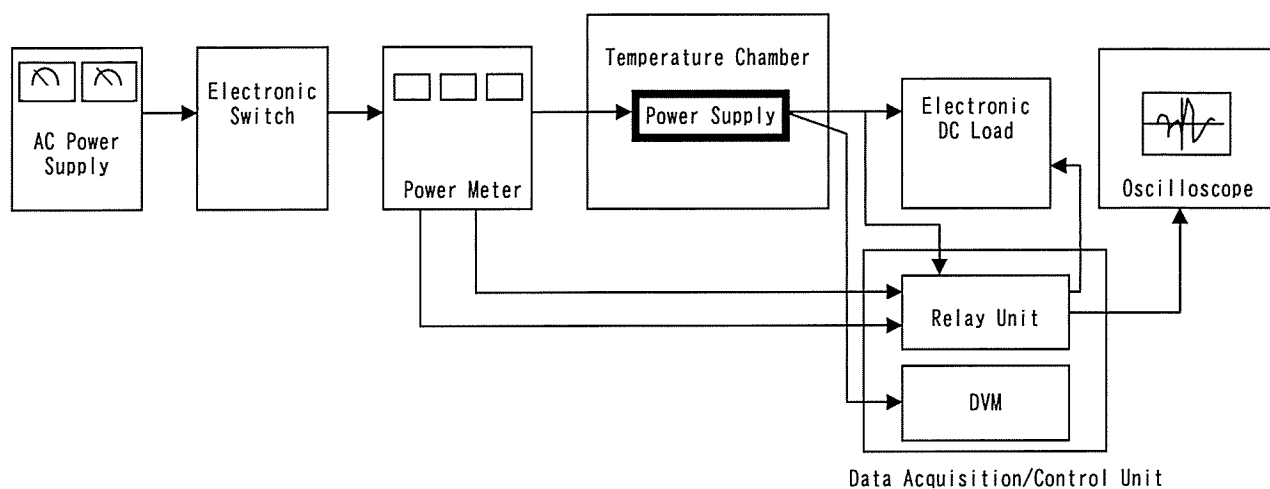 AC Power
Supply
Electronic
Switch
Power Meter
Temperature Chamber
Power Supply
Electronic
DC Load
Oscilloscope
Relay Unit
DVM
Data Acquisition/Control Unit